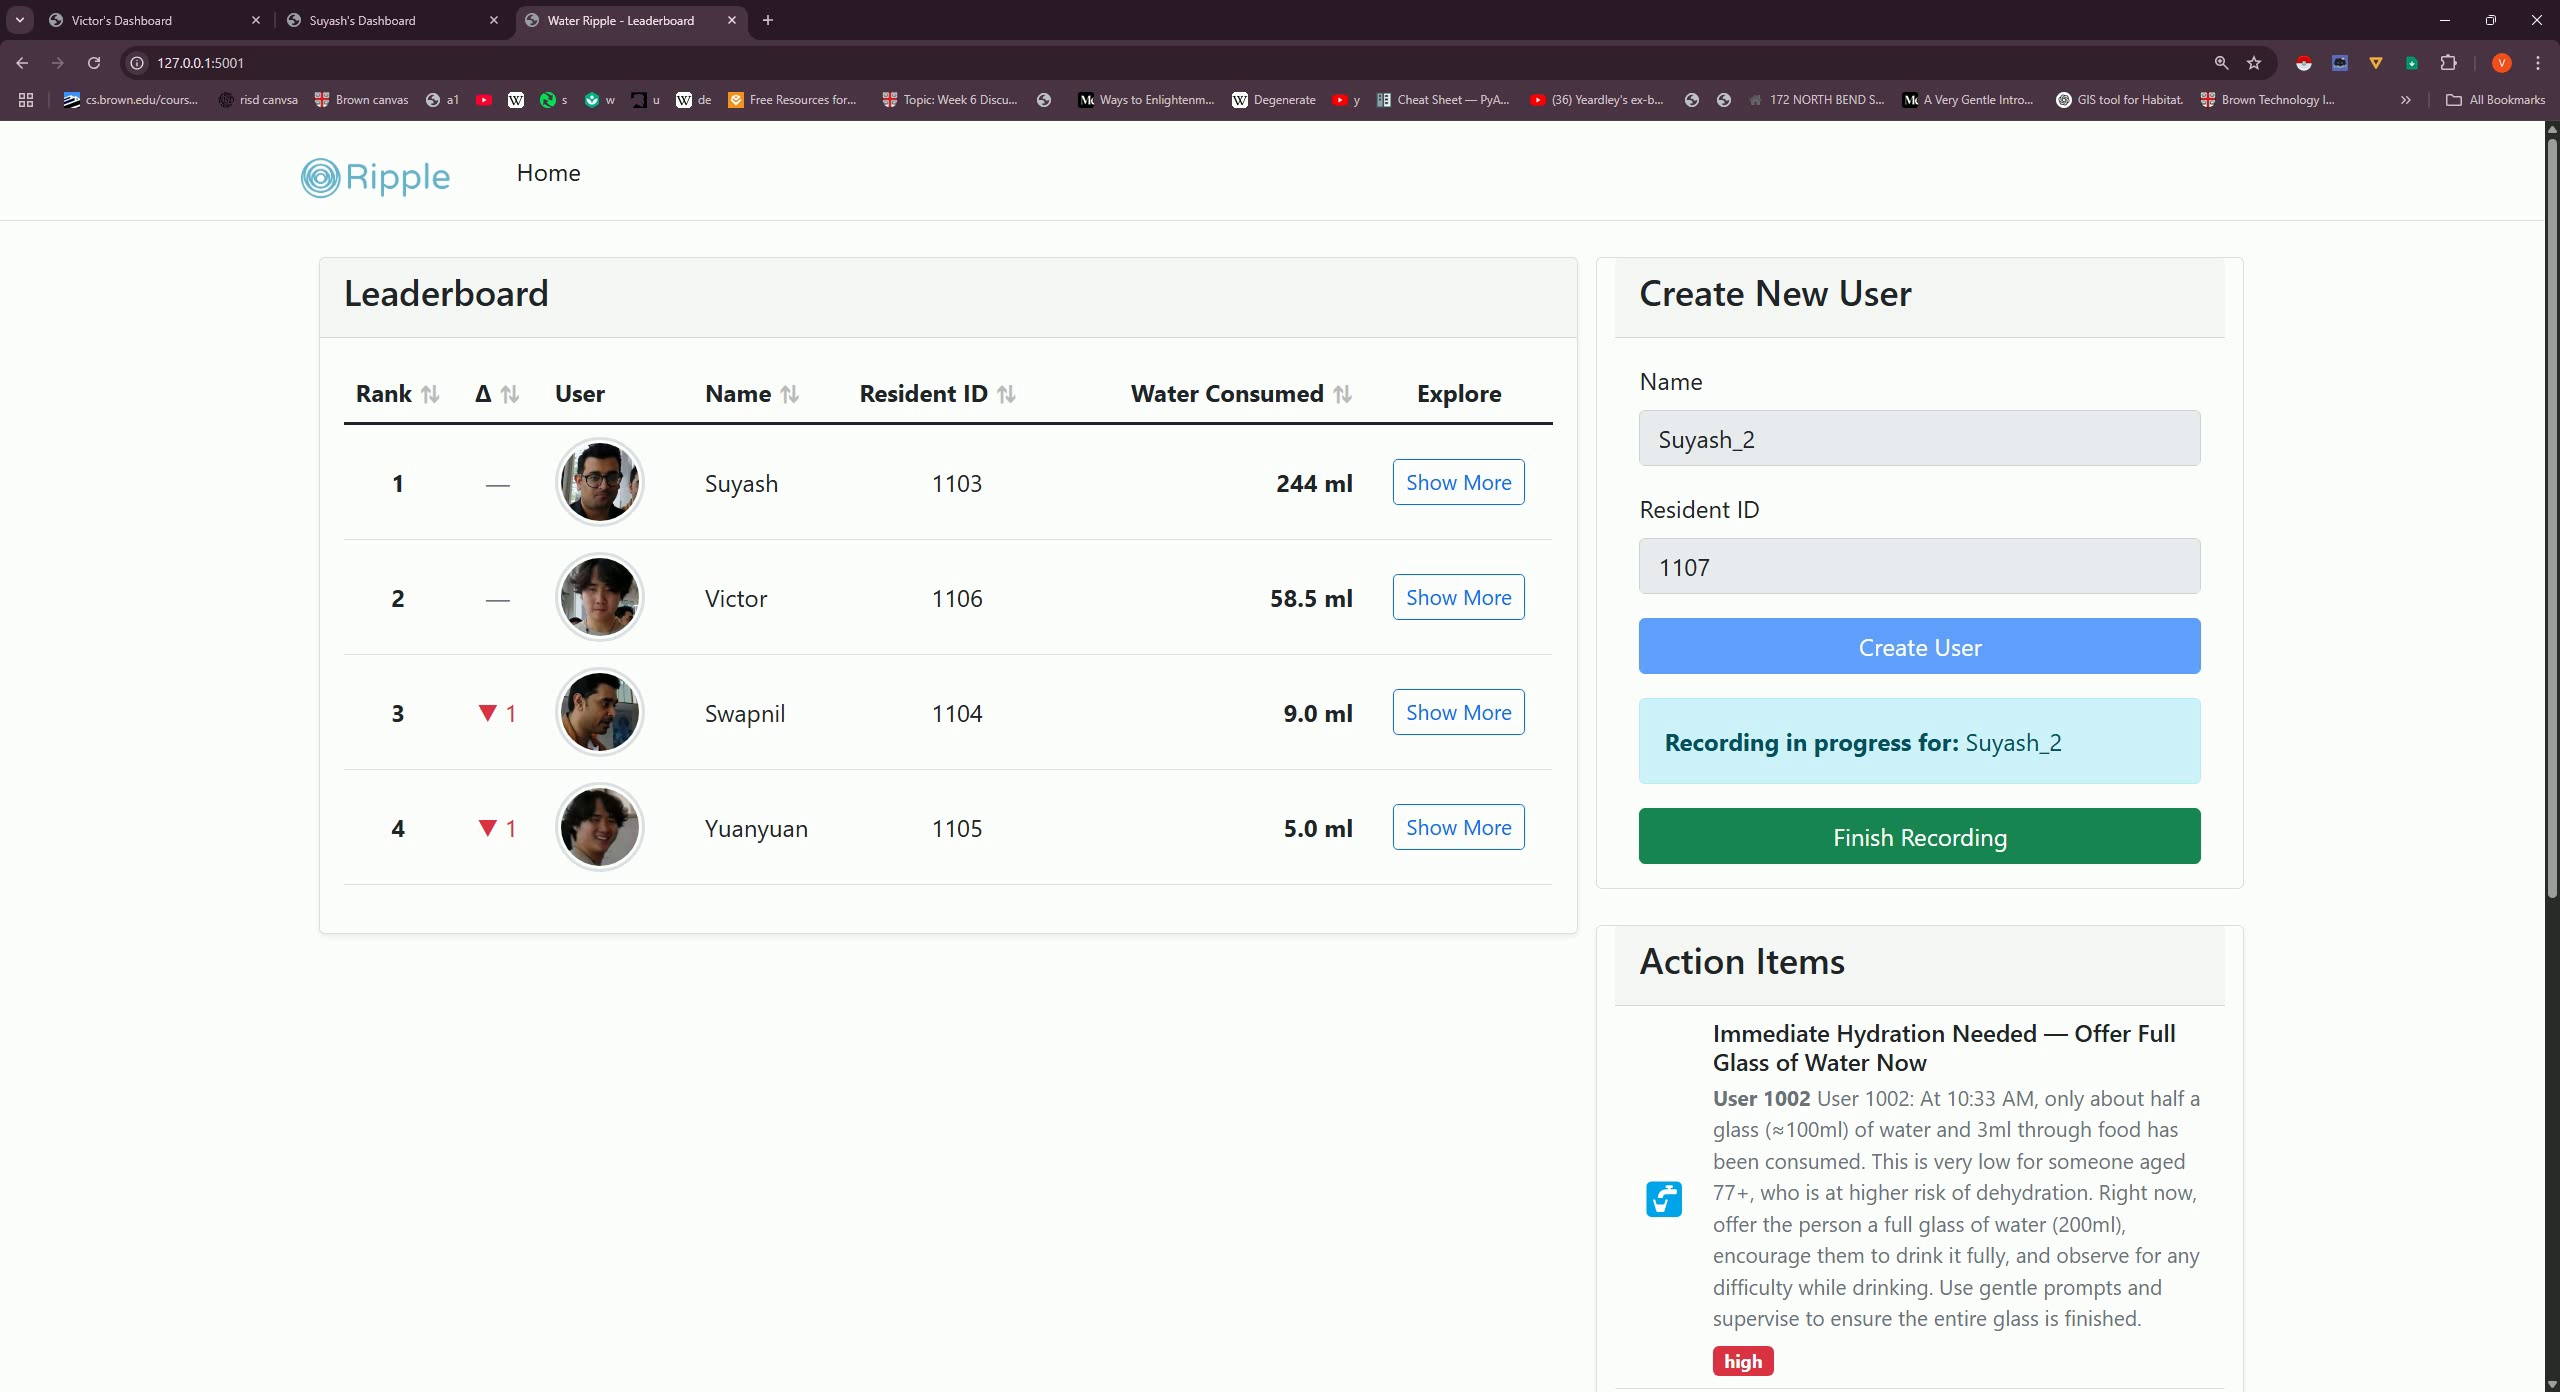 Victor's Dashboard
Suyash's Dashboard
Water Ripple - Leaderboard
127.0.0.1:5001
cs.brown.edu/cours...
risd canvsa
Brown canvas
a1
s
w
u
de
Free Resources for...
Topic: Week 6 Discu...
Ways to Enlightenm...
Degenerate
y
Cheat Sheet — PyA...
(36) Yeardley's ex-b...
172 NORTH BEND S...
A Very Gentle Intro...
GIS tool for Habitat.
Brown Technology I...
All Bookmarks
V
Ripple
Home
Leaderboard
Rank Δ User Name Resident ID Water Consumed Explore
1 — Suyash 1103 244 ml Show More
2 — Victor 1106 58.5 ml Show More
3 ▼ 1 Swapnil 1104 9.0 ml Show More
4 ▼ 1 Yuanyuan 1105 5.0 ml Show More
Create New User
Name
Suyash_2
Resident ID
1107
Create User
Recording in progress for: Suyash_2
Finish Recording
Action Items
Immediate Hydration Needed — Offer Full
Glass of Water Now
User 1002 User 1002: At 10:33 AM, only about half a
glass (≈100ml) of water and 3ml through food has
been consumed. This is very low for someone aged
77+, who is at higher risk of dehydration. Right now,
offer the person a full glass of water (200ml),
encourage them to drink it fully, and observe for any
difficulty while drinking. Use gentle prompts and
supervise to ensure the entire glass is finished.
high